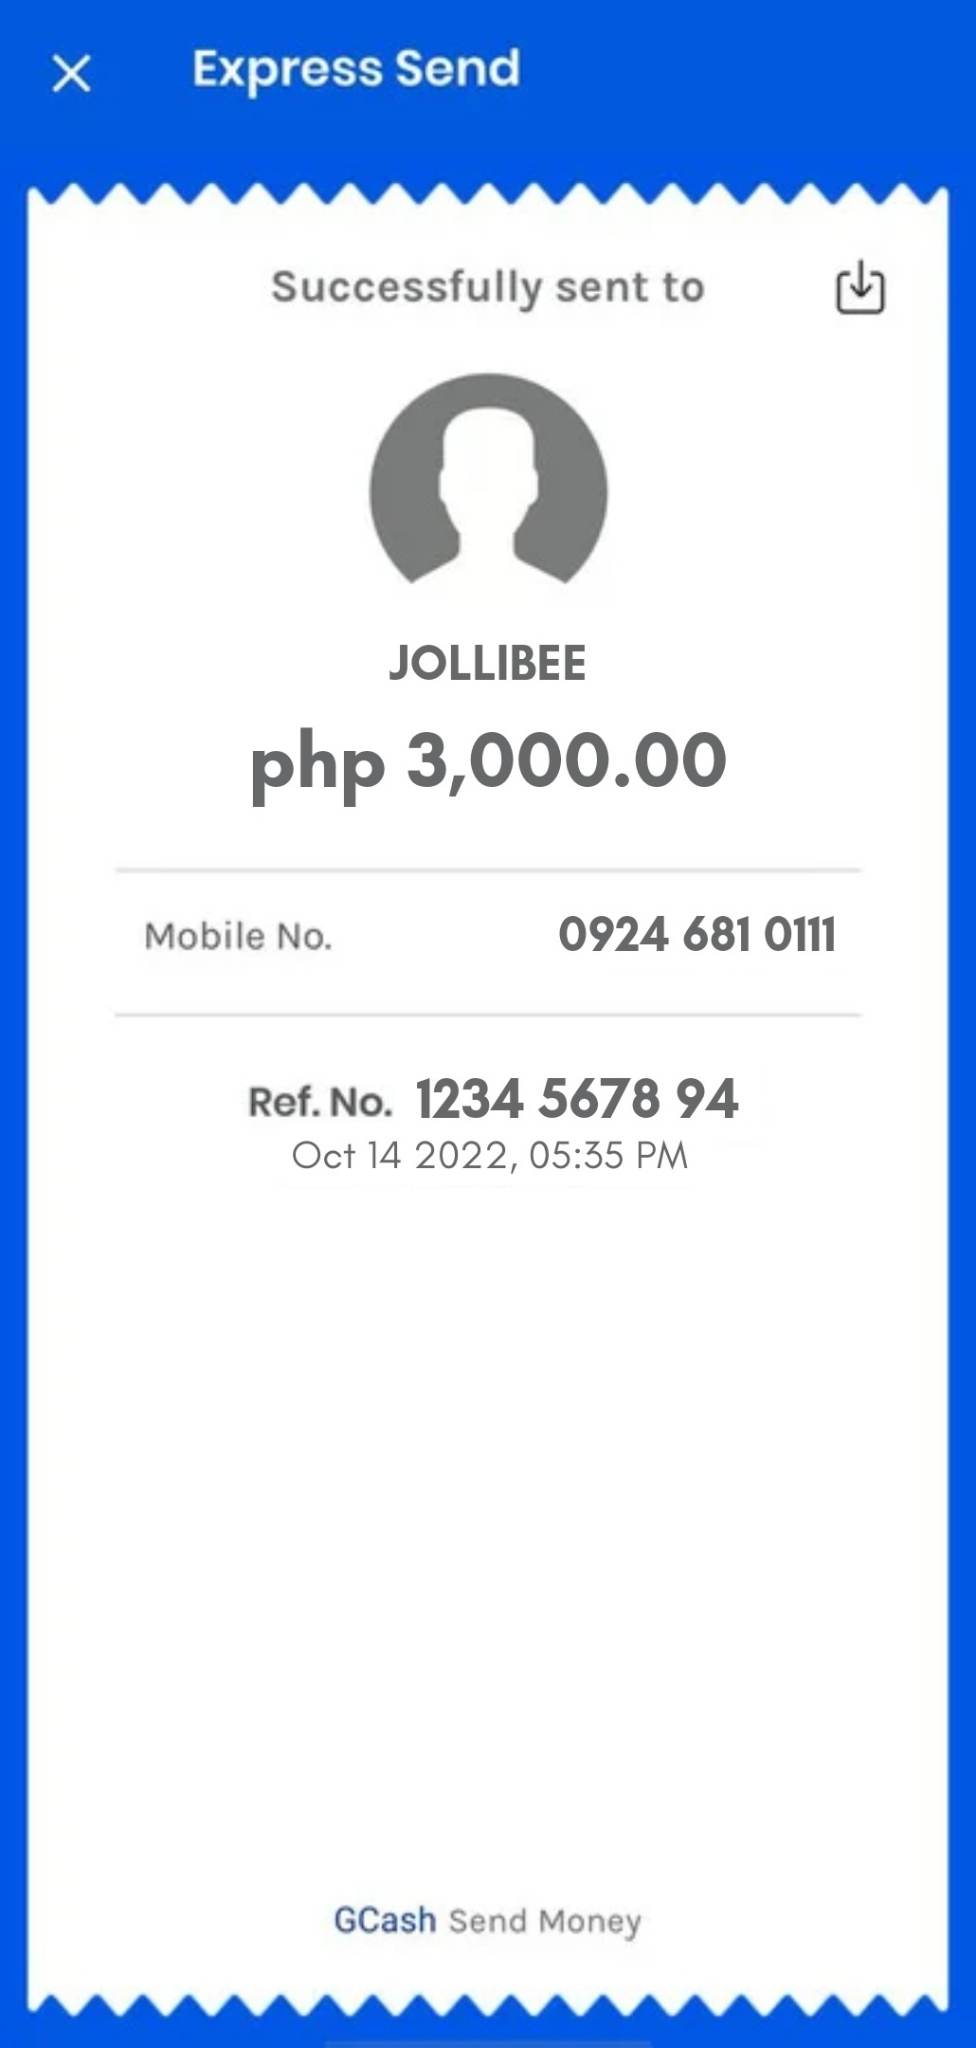 Express Send
Successfully sent to
JOLLIBEE
php 3,000.00
Mobile No. 0924 681 0111
Ref. No. 1234 5678 94
Oct 14 2022, 05:35 PM
GCash Send Money